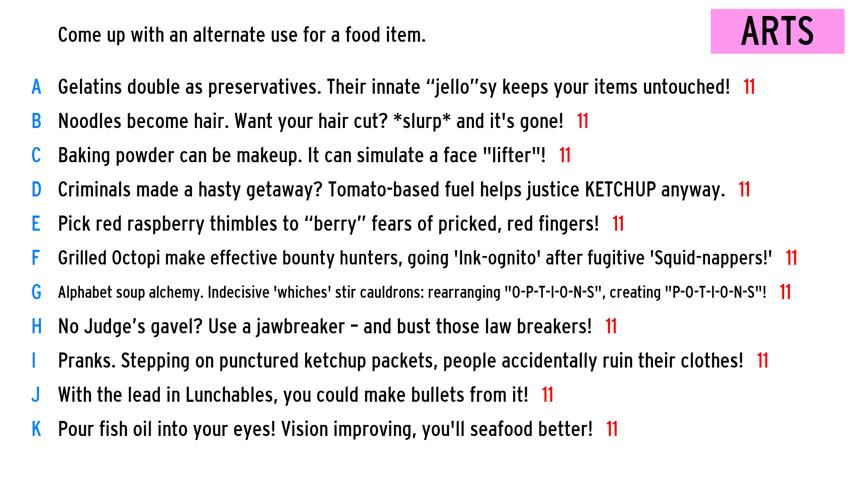 Come up with an alternate use for a food item.
ARTS
A Gelatins double as preservatives. Their innate “jello”sy keeps your items untouched! 11
B Noodles become hair. Want your hair cut? *slurp* and it's gone! 11
C Baking powder can be makeup. It can simulate a face "lifter"! 11
D Criminals made a hasty getaway? Tomato-based fuel helps justice KETCHUP anyway. 11
E Pick red raspberry thimbles to “berry” fears of pricked, red fingers! 11
F Grilled Octopi make effective bounty hunters, going 'Ink-ognito' after fugitive 'Squid-nappers!' 11
G Alphabet soup alchemy. Indecisive 'whiches' stir cauldrons: rearranging "O-P-T-I-O-N-S", creating "P-O-T-I-O-N-S"! 11
H No Judge’s gavel? Use a jawbreaker – and bust those law breakers! 11
I Pranks. Stepping on punctured ketchup packets, people accidentally ruin their clothes! 11
J With the lead in Lunchables, you could make bullets from it! 11
K Pour fish oil into your eyes! Vision improving, you'll seafood better! 11